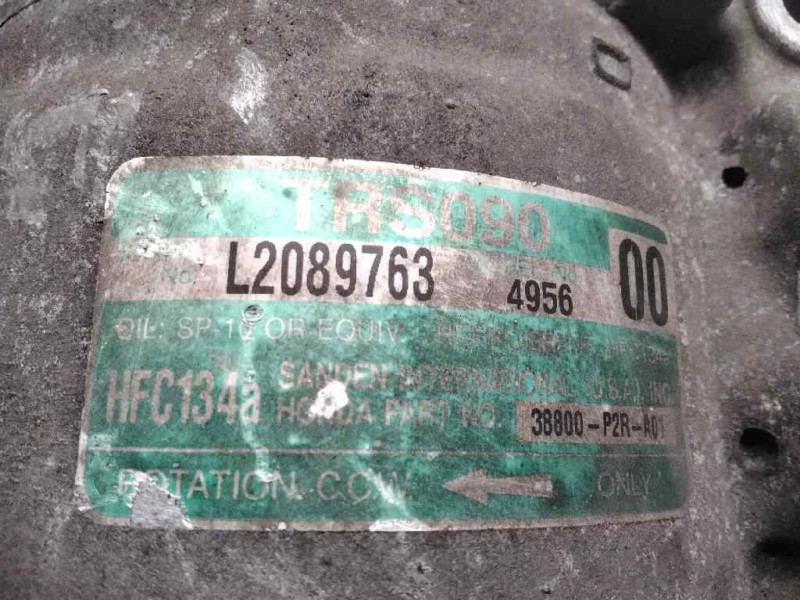 TRS090
No. L2089763 4956 00
OIL: SP-10 OR EQUIV.
HFC134a SANDEN INTERNATIONAL (U.S.A.), INC.
HONDA PART NO. 38800-P2R-A01
ROTATION C.C.W. ONLY